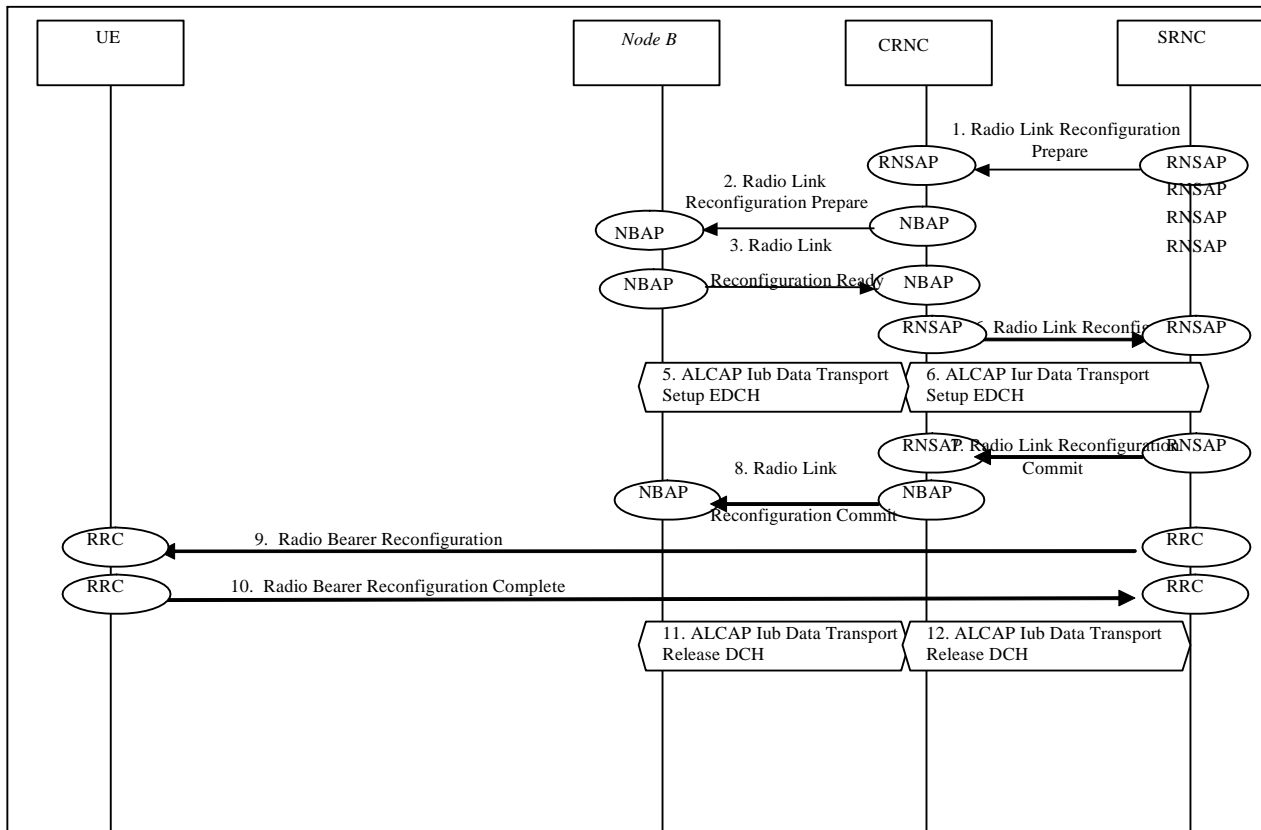 UE
Node B
CRNC
SRNC
1. Radio Link Reconfiguration
Prepare
RNSAP
RNSAP
RNSAP
RNSAP
RNSAP
2. Radio Link
Reconfiguration Prepare
NBAP
NBAP
3. Radio Link
Reconfiguration Ready
NBAP
NBAP
RNSAP
Radio Link
RNSAP
5. ALCAP Iub Data Transport
Setup EDCH
6. ALCAP Iur Data Transport
Setup EDCH
RNSAP
7. Radio Link Reconfiguration
Commit
RNSAP
8. Radio Link
Reconfiguration Commit
NBAP
NBAP
RRC
9. Radio Bearer Reconfiguration
RRC
RRC
10. Radio Bearer Reconfiguration Complete
RRC
11. ALCAP Iub Data Transport
Release DCH
12. ALCAP Iub Data Transport
Release DCH